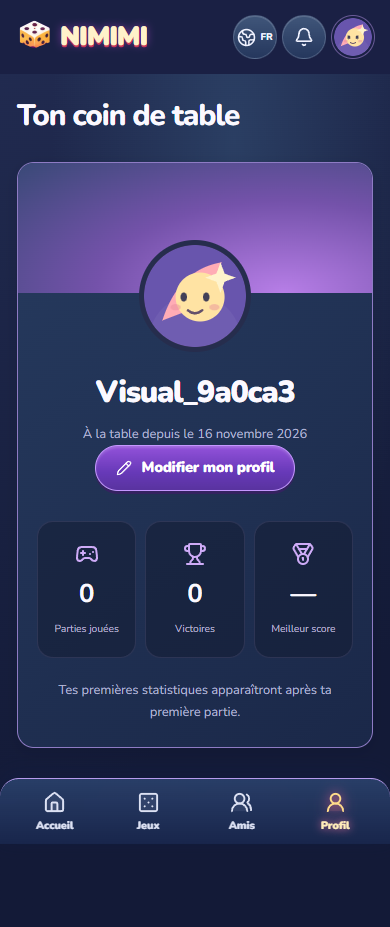 NIMIMI
FR
Ton coin de table
Visual_9a0ca3
À la table depuis le 16 novembre 2026
Modifier mon profil
0
0
—
Parties jouées
Victoires
Meilleur score
Tes premières statistiques apparaîtront après ta
première partie.
Accueil
Jeux
Amis
Profil